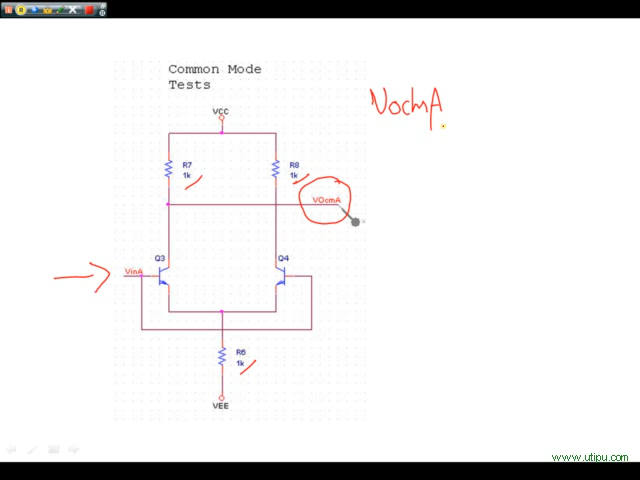 Common Mode
Tests
VCC
R7
1k
R8
1k
VOcmA
VocmA
VinA
Q3
Q4
R6
1k
VEE
www.utipu.com